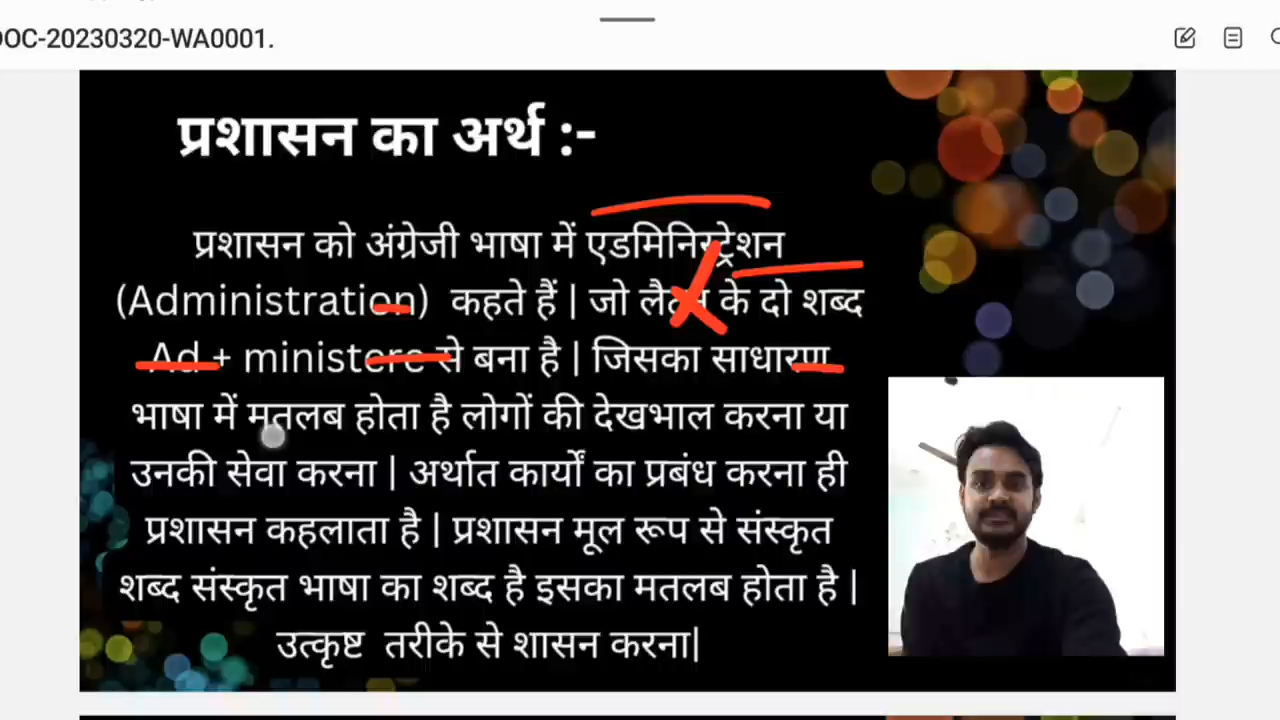 OC-20230320-WA0001.
प्रशासन का अर्थ :-
प्रशासन को अंग्रेजी भाषा में एडमिनिस्ट्रेशन
(Administration) कहते हैं | जो लैटिन के दो शब्द
Ad + ministere से बना है | जिसका साधारण
भाषा में मतलब होता है लोगों की देखभाल करना या
उनकी सेवा करना | अर्थात कार्यों का प्रबंध करना ही
प्रशासन कहलाता है | प्रशासन मूल रूप से संस्कृत
शब्द संस्कृत भाषा का शब्द है इसका मतलब होता है |
उत्कृष्ट तरीके से शासन करना|